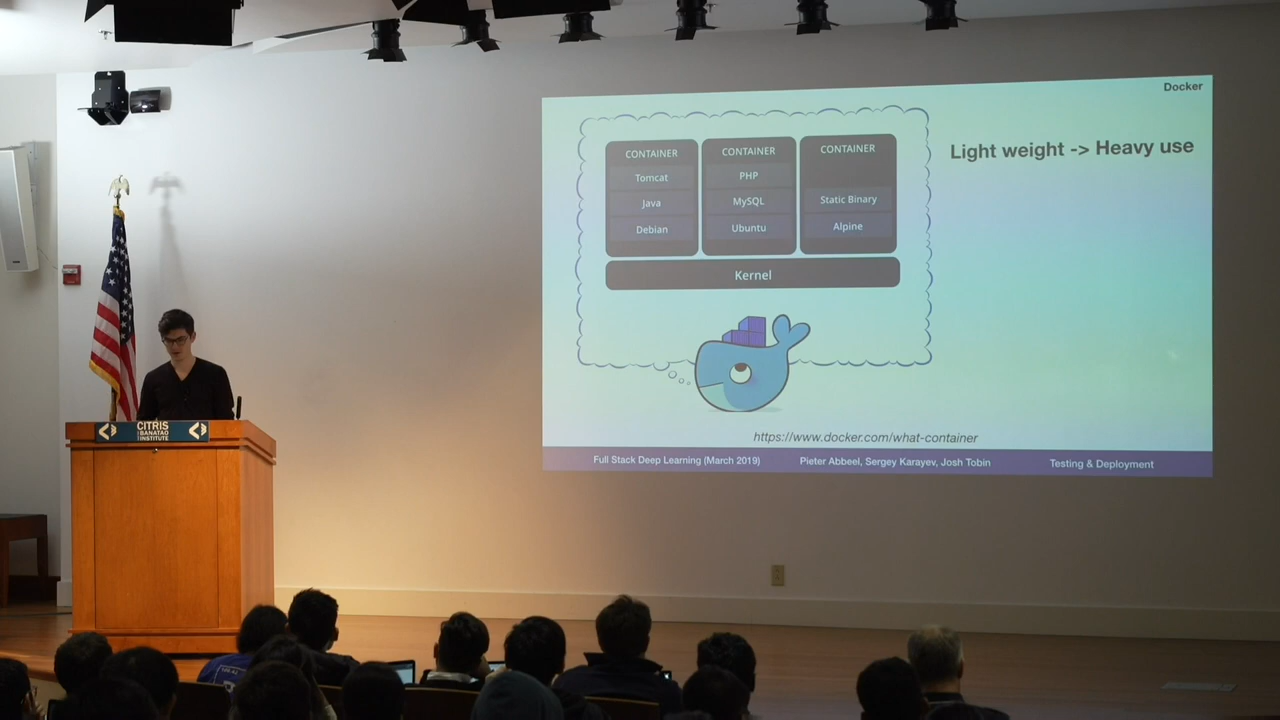 Docker
Light weight -> Heavy use
CONTAINER
Tomcat
Java
Debian
CONTAINER
PHP
MySQL
Ubuntu
CONTAINER
Static Binary
Alpine
Kernel
https://www.docker.com/what-container
Full Stack Deep Learning (March 2019)
Pieter Abbeel, Sergey Karayev, Josh Tobin
Testing & Deployment
CITRIS
BANATAO
INSTITUTE